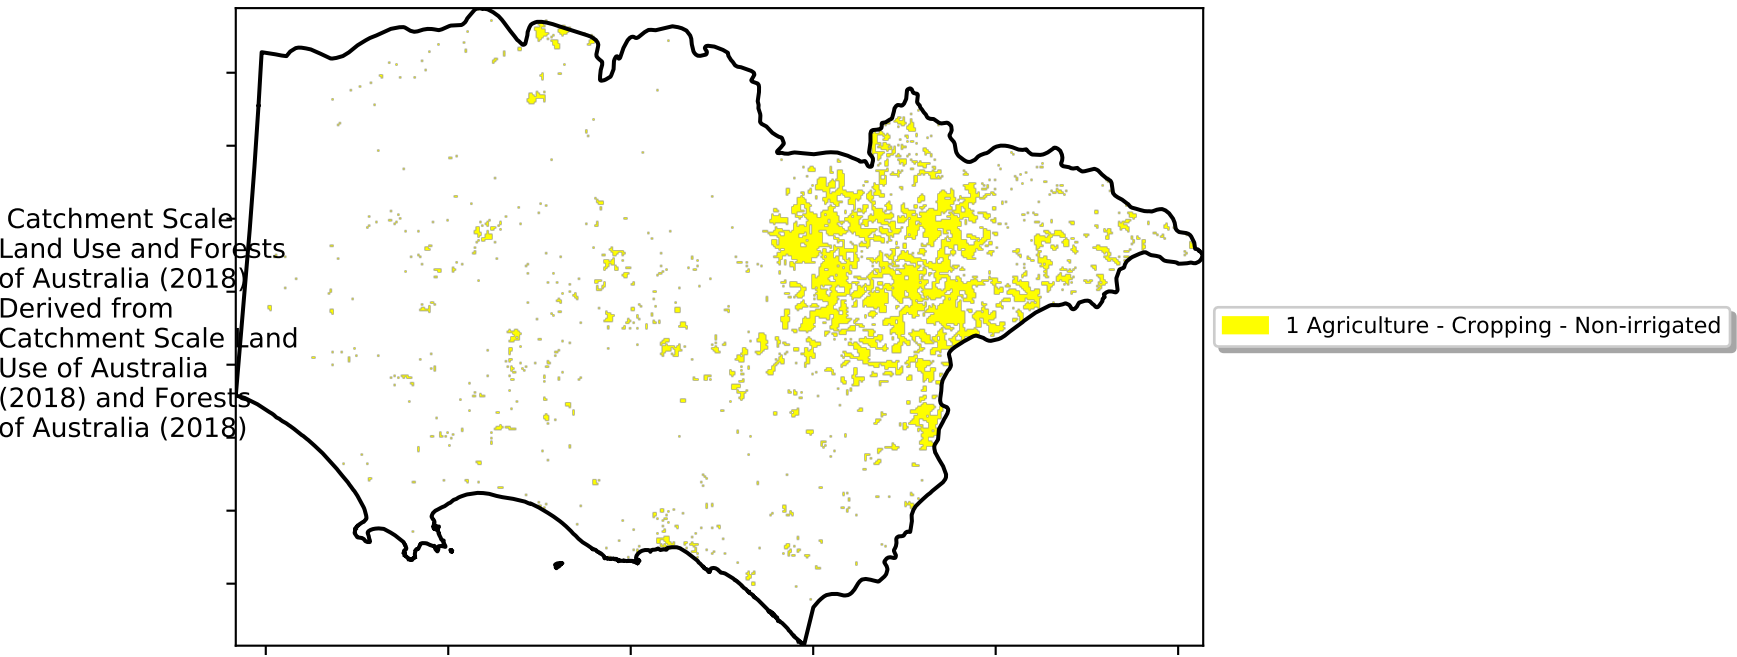 Catchment Scale
Land Use and Forests
of Australia (2018)
Derived from
Catchment Scale Land
Use of Australia
(2018) and Forests
of Australia (2018)
1 Agriculture - Cropping - Non-irrigated